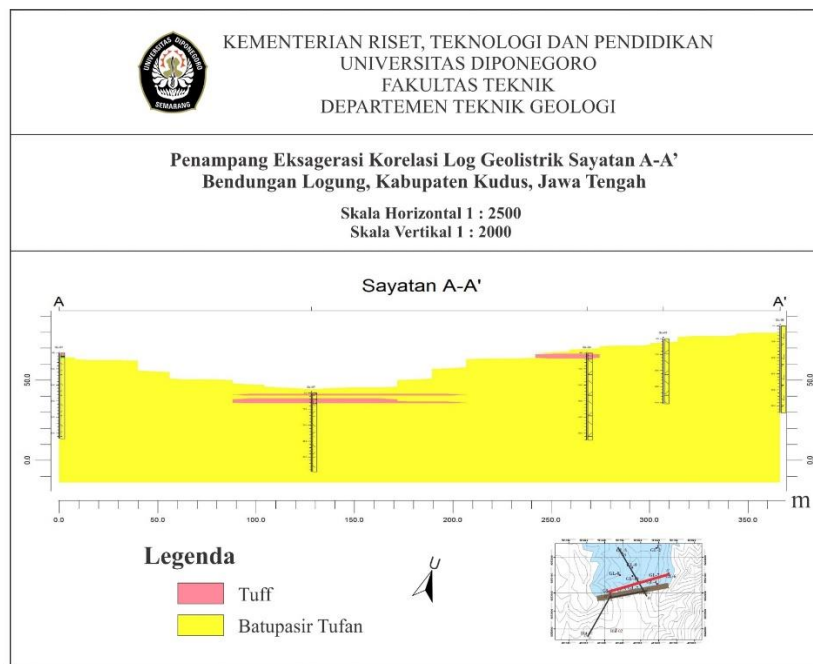 UNIVERSITAS DIPONEGORO
SEMARANG
KEMENTERIAN RISET, TEKNOLOGI DAN PENDIDIKAN
UNIVERSITAS DIPONEGORO
FAKULTAS TEKNIK
DEPARTEMEN TEKNIK GEOLOGI
Penampang Eksagerasi Korelasi Log Geolistrik Sayatan A-A’
Bendungan Logung, Kabupaten Kudus, Jawa Tengah
Skala Horizontal 1 : 2500
Skala Vertikal 1 : 2000
Sayatan A-A'
A A'
50.0 50.0
0.0 0.0
0.0 50.0 100.0 150.0 200.0 250.0 300.0 350.0 m
Legenda
Tuff
Batupasir Tufan
U